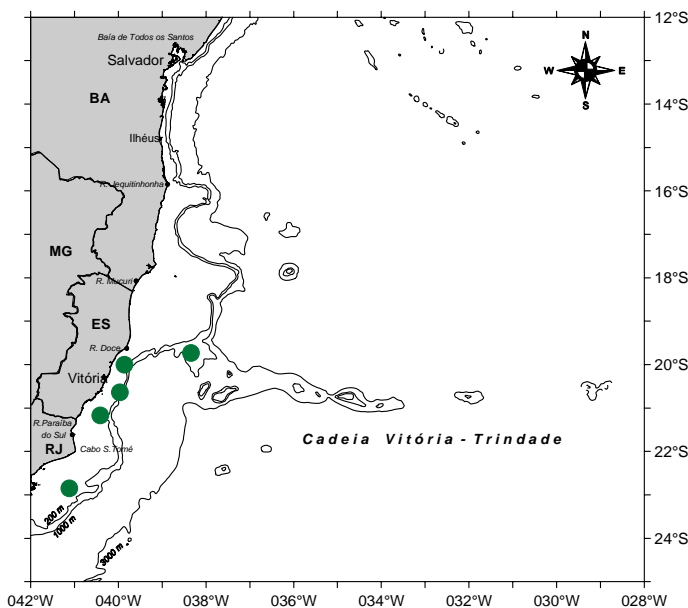 12°S
Baía de Todos os Santos
N
Salvador
W
E
S
BA
14°S
Ilhéus
R. Jequitinhonha
16°S
MG
R. Mucuri
18°S
ES
R. Doce
20°S
Vitória
R.Paraíba
do Sul
Cadeia Vitória - Trindade
RJ
Cabo S.Tomé
22°S
200 m
1000 m
3000 m
24°S
042°W
040°W
038°W
036°W
034°W
032°W
030°W
028°W